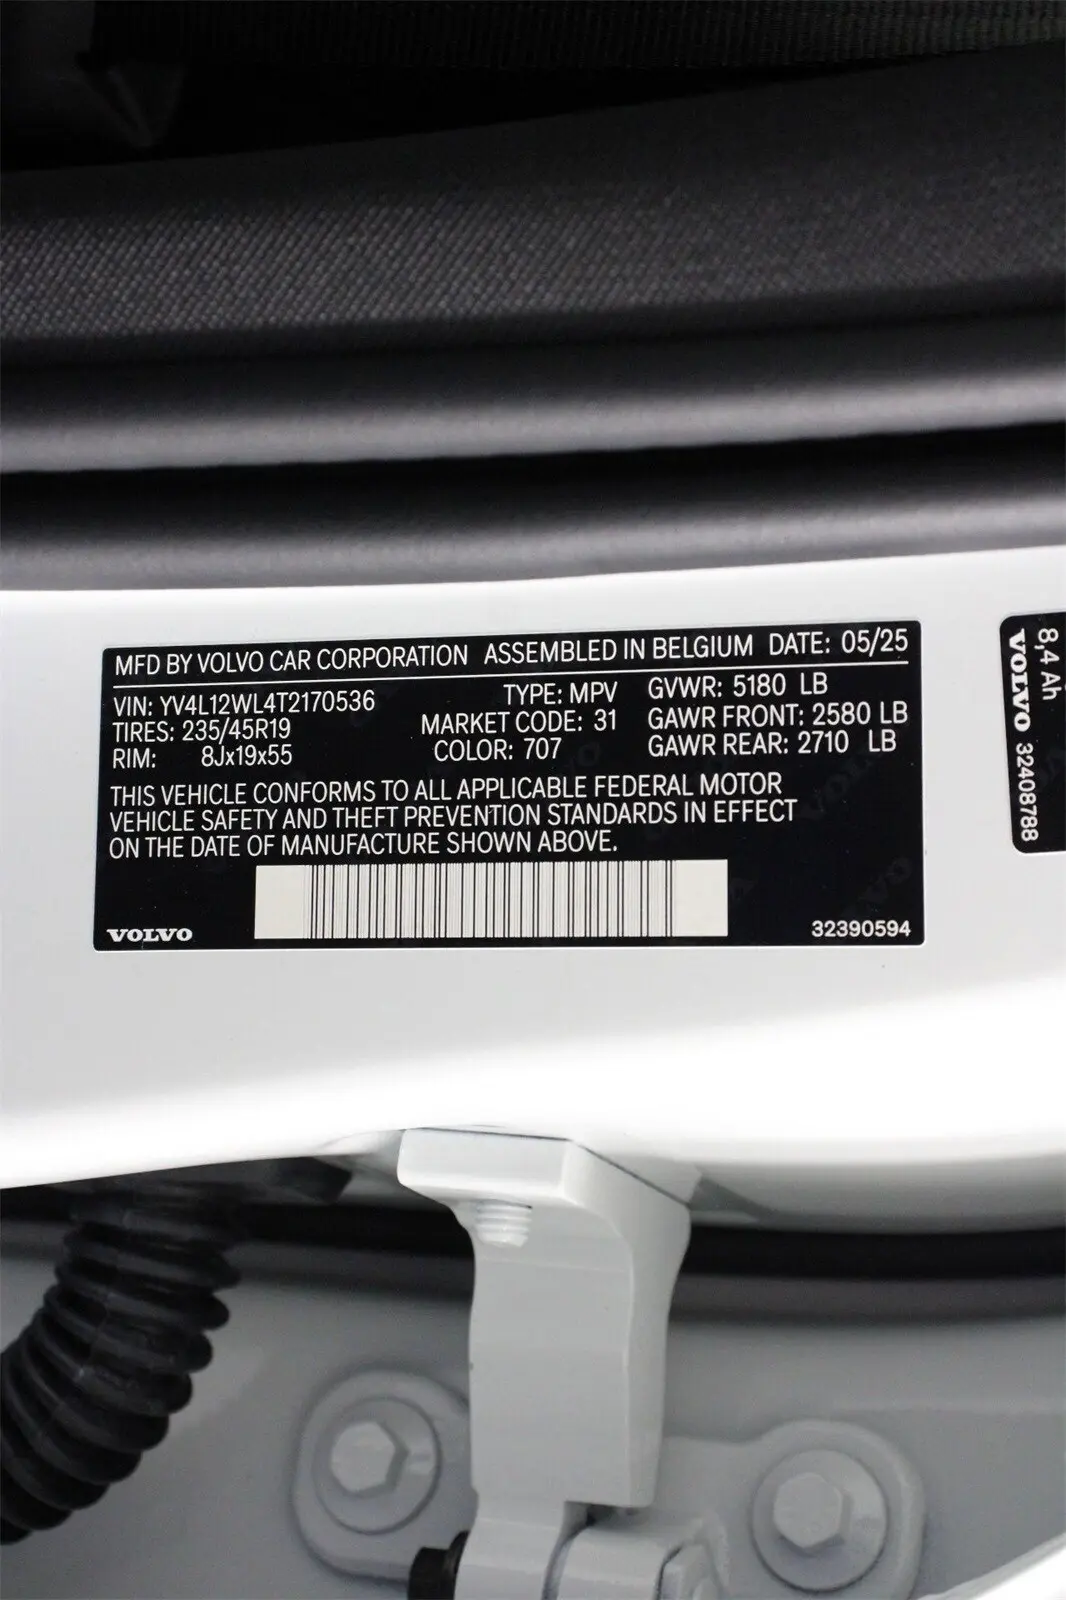 MFD BY VOLVO CAR CORPORATION ASSEMBLED IN BELGIUM DATE: 05/25
VIN: YV4L12WL4T2170536 TYPE: MPV GVWR: 5180 LB
TIRES: 235/45R19 MARKET CODE: 31 GAWR FRONT: 2580 LB
RIM: 8Jx19x55 COLOR: 707 GAWR REAR: 2710 LB
THIS VEHICLE CONFORMS TO ALL APPLICABLE FEDERAL MOTOR
VEHICLE SAFETY AND THEFT PREVENTION STANDARDS IN EFFECT
ON THE DATE OF MANUFACTURE SHOWN ABOVE.
VOLVO 32390594
8,4 Ah
VOLVO 32408788